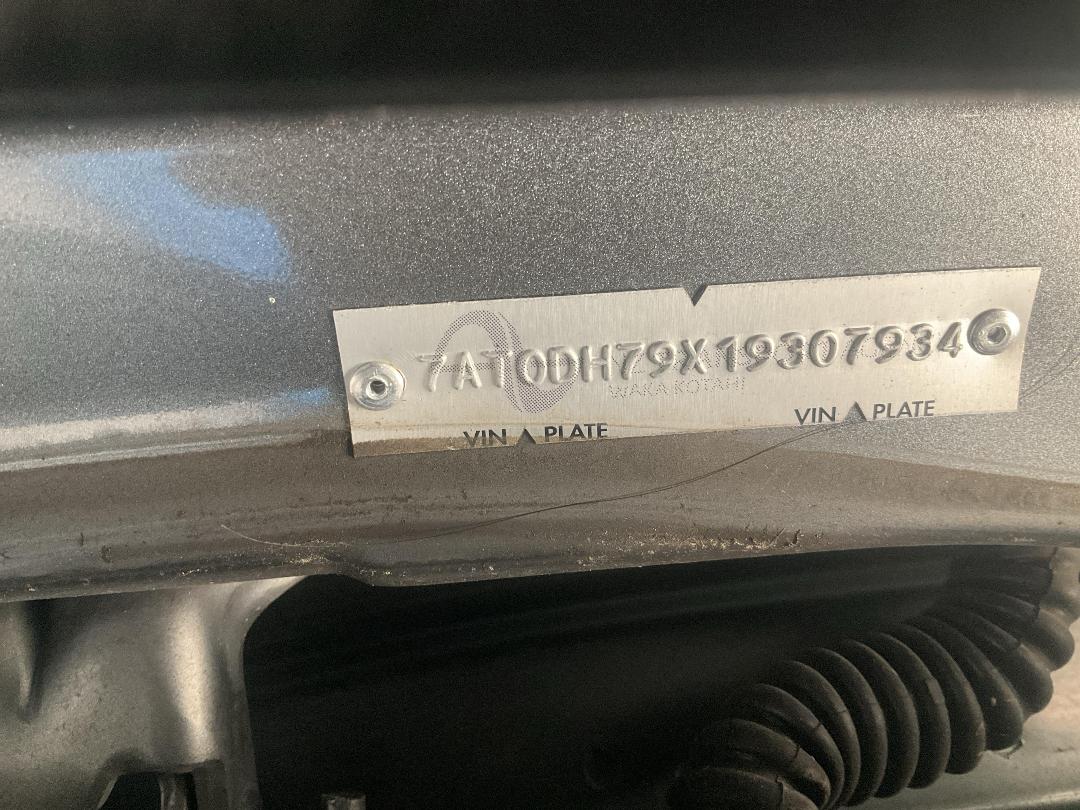 7AT0DH79X19307934
WAKA KOTAHI
VIN PLATE VIN PLATE